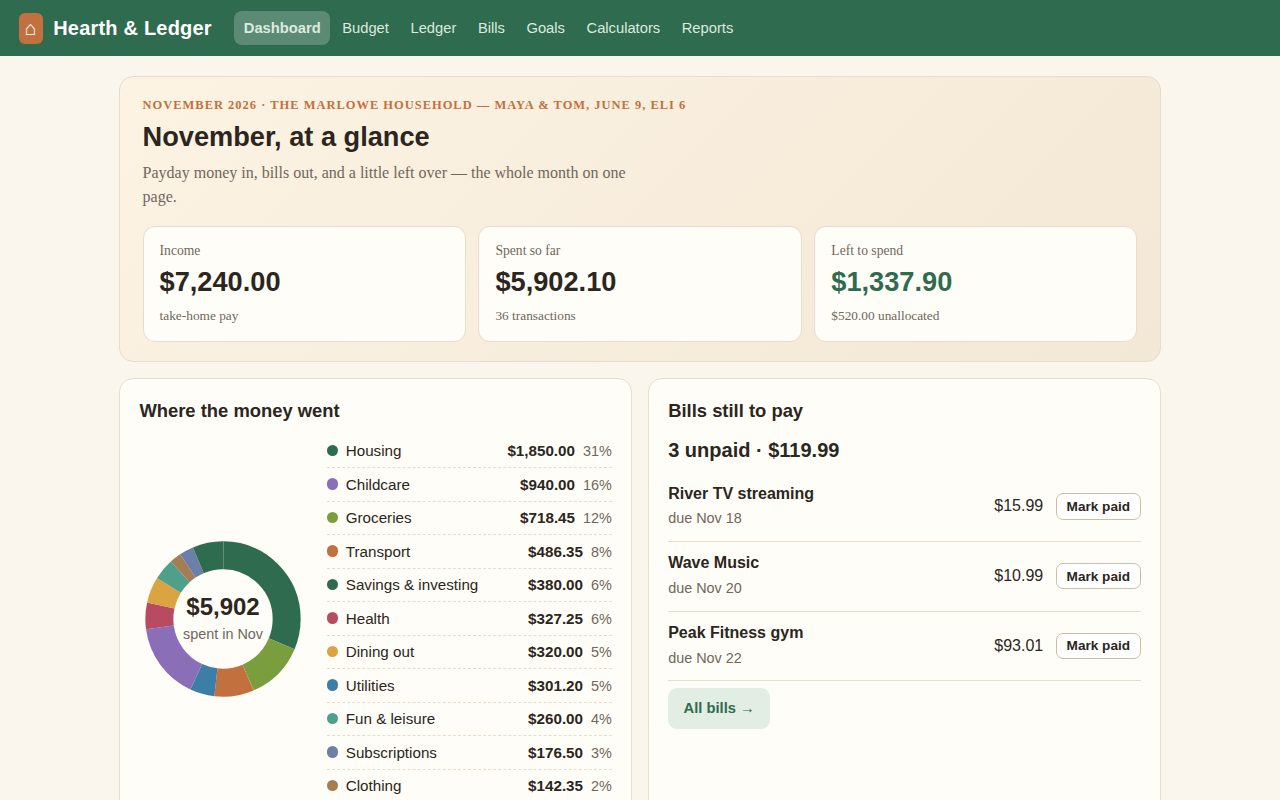 ⌂ Hearth & Ledger Dashboard Budget Ledger Bills Goals Calculators Reports
NOVEMBER 2026 · THE MARLOWE HOUSEHOLD — MAYA & TOM, JUNE 9, ELI 6
November, at a glance
Payday money in, bills out, and a little left over — the whole month on one
page.
Income
$7,240.00
take-home pay
Spent so far
$5,902.10
36 transactions
Left to spend
$1,337.90
$520.00 unallocated
Where the money went
$5,902
spent in Nov
Housing $1,850.00 31%
Childcare $940.00 16%
Groceries $718.45 12%
Transport $486.35 8%
Savings & investing $380.00 6%
Health $327.25 6%
Dining out $320.00 5%
Utilities $301.20 5%
Fun & leisure $260.00 4%
Subscriptions $176.50 3%
Clothing $142.35 2%
Bills still to pay
3 unpaid · $119.99
River TV streaming
due Nov 18
$15.99 Mark paid
Wave Music
due Nov 20
$10.99 Mark paid
Peak Fitness gym
due Nov 22
$93.01 Mark paid
All bills →